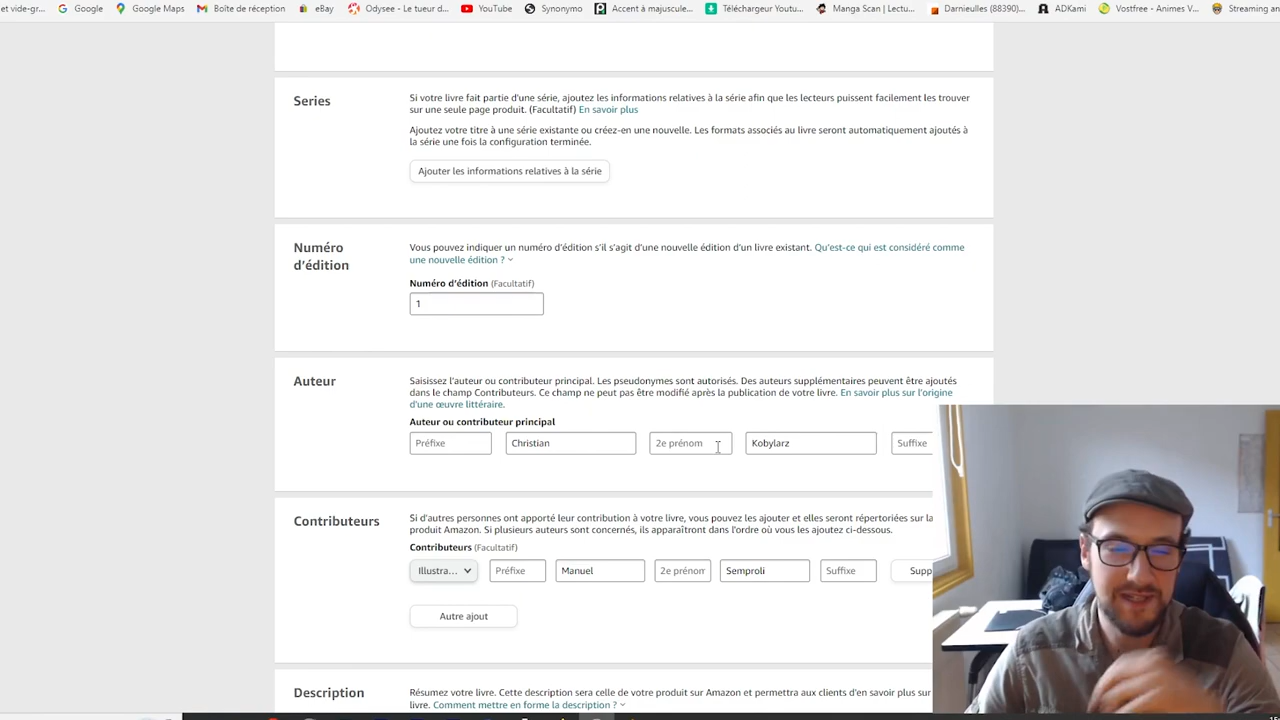 et vide-gr... Google Google Maps Boîte de réception eBay Odysee - Le tueur d... YouTube Synonymo Accent à majuscule... Téléchargeur Youtu... Manga Scan | Lectu... Darnieulles (88390)... ADKami Vostfree - Animes V... Streaming an
Series
Si votre livre fait partie d'une série, ajoutez les informations relatives à la série afin que les lecteurs puissent facilement les trouver
sur une seule page produit. (Facultatif) En savoir plus
Ajoutez votre titre à une série existante ou créez-en une nouvelle. Les formats associés au livre seront automatiquement ajoutés à
la série une fois la configuration terminée.
Ajouter les informations relatives à la série
Numéro
d'édition
Vous pouvez indiquer un numéro d'édition s'il s'agit d'une nouvelle édition d'un livre existant. Qu'est-ce qui est considéré comme
une nouvelle édition ?
Numéro d'édition (Facultatif)
1
Auteur
Saisissez l'auteur ou contributeur principal. Les pseudonymes sont autorisés. Des auteurs supplémentaires peuvent être ajoutés
dans le champ Contributeurs. Ce champ ne peut pas être modifié après la publication de votre livre. En savoir plus sur l'origine
d'une œuvre littéraire.
Auteur ou contributeur principal
Préfixe Christian 2e prénom Kobylarz Suffixe
Contributeurs
Si d'autres personnes ont apporté leur contribution à votre livre, vous pouvez les ajouter et elles seront répertoriées sur la
produit Amazon. Si plusieurs auteurs sont concernés, ils apparaîtront dans l'ordre où vous les ajoutez ci-dessous.
Contributeurs (Facultatif)
Illustra... Préfixe Manuel 2e prénom Semproli Suffixe Supp
Autre ajout
Description
Résumez votre livre. Cette description sera celle de votre produit sur Amazon et permettra aux clients d'en savoir plus sur
livre. Comment mettre en forme la description ?